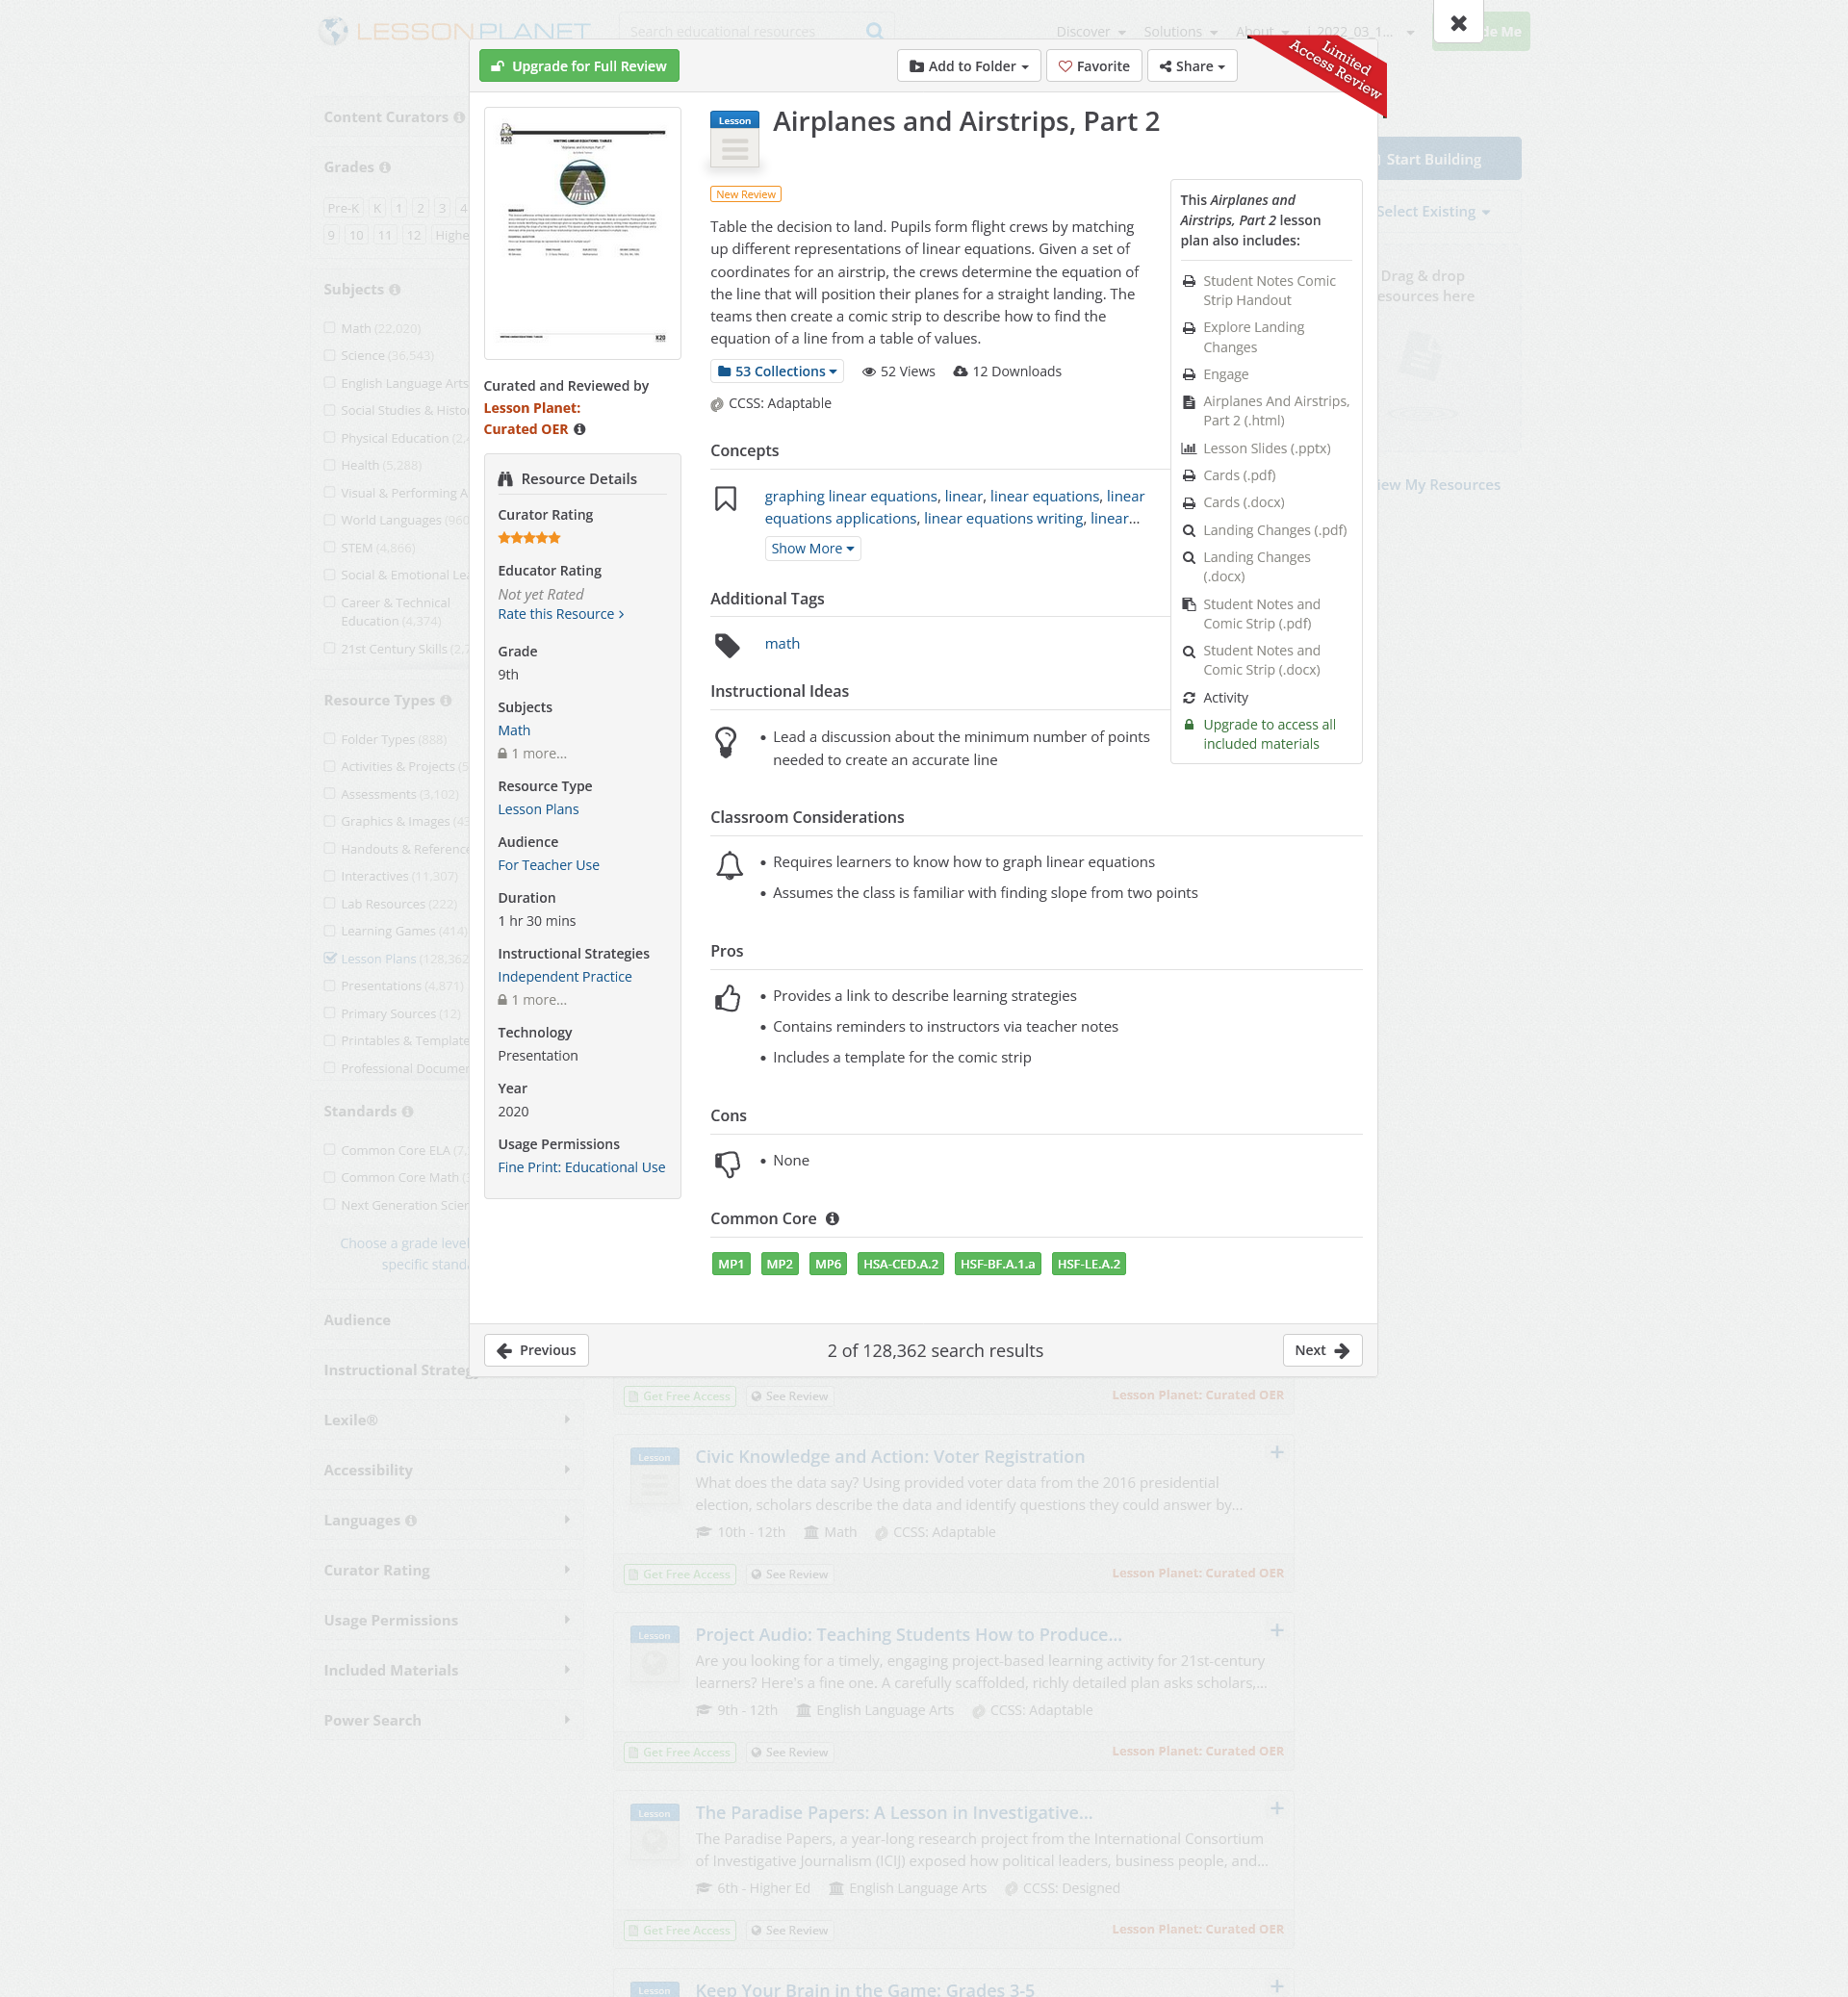 LESSONPLANET
Search educational resources
Discover
Solutions
About
Upgrade for Full Review
Add to Folder
Favorite
Share
Limited
Access Review
Content Curators
Grades
Pre-K K 1 2 3 4
9 10 11 12
Subjects
Math (22,020)
Science (36,543)
English Language Arts
Social Studies &
Physical Education
Health (5,288)
Visual & Performing
World Languages
STEM (4,866)
Social & Emotional
Career & Technical
Education (4,374)
21st Century Skills
Resource Types
Folder Types (888)
Activities & Projects
Assessments (3,102)
Graphics & Images
Handouts &
Interactives (11,307)
Lab Resources (222)
Learning Games (414)
Lesson Plans (128,362
Presentations (4,871)
Primary Sources (12)
Printables &
Professional
Standards
Common Core ELA
Common Core Math
Next Generation
Choose a grade level
specific
Audience
Instructional
Lexile®
Accessibility
Languages
Curator Rating
Usage Permissions
Included Materials
Power Search
K20
WRITING LINEAR EQUATIONS: TABLES
Curated and Reviewed by
Lesson Planet:
Curated OER
Resource Details
Curator Rating
Educator Rating
Not yet Rated
Rate this Resource
Grade
9th
Subjects
Math
1 more...
Resource Type
Lesson Plans
Audience
For Teacher Use
Duration
1 hr 30 mins
Instructional Strategies
Independent Practice
1 more...
Technology
Presentation
Year
2020
Usage Permissions
Fine Print: Educational Use
Lesson
Airplanes and Airstrips, Part 2
New Review
Table the decision to land. Pupils form flight crews by matching
up different representations of linear equations. Given a set of
coordinates for an airstrip, the crews determine the equation of
the line that will position their planes for a straight landing. The
teams then create a comic strip to describe how to find the
equation of a line from a table of values.
53 Collections 52 Views 12 Downloads
CCSS: Adaptable
Concepts
graphing linear equations, linear, linear equations, linear
equations applications, linear equations writing, linear...
Show More
Additional Tags
math
Instructional Ideas
• Lead a discussion about the minimum number of points
needed to create an accurate line
Classroom Considerations
• Requires learners to know how to graph linear equations
• Assumes the class is familiar with finding slope from two points
Pros
• Provides a link to describe learning strategies
• Contains reminders to instructors via teacher notes
• Includes a template for the comic strip
Cons
• None
Common Core
MP1 MP2 MP6 HSA-CED.A.2 HSF-BF.A.1.a HSF-LE.A.2
This Airplanes and
Airstrips, Part 2 lesson
plan also includes:
Student Notes Comic
Strip Handout
Explore Landing
Changes
Engage
Airplanes And Airstrips,
Part 2 (.html)
Lesson Slides (.pptx)
Cards (.pdf)
Cards (.docx)
Landing Changes (.pdf)
Landing Changes
(.docx)
Student Notes and
Comic Strip (.pdf)
Student Notes and
Comic Strip (.docx)
Activity
Upgrade to access all
included materials
Start Building
Select Existing
Drag & drop
here
My Resources
Previous
2 of 128,362 search results
Next
Get Free Access See Review Lesson Planet: Curated OER
Lesson
Civic Knowledge and Action: Voter Registration
What does the data say? Using provided voter data from the 2016 presidential
election, scholars describe the data and identify questions they could answer by...
10th - 12th Math CCSS: Adaptable
Get Free Access See Review Lesson Planet: Curated OER
Lesson
Project Audio: Teaching Students How to Produce...
Are you looking for a timely, engaging project-based learning activity for 21st-century
learners? Here's a fine one. A carefully scaffolded, richly detailed plan asks scholars,...
9th - 12th English Language Arts CCSS: Adaptable
Get Free Access See Review Lesson Planet: Curated OER
Lesson
The Paradise Papers: A Lesson in Investigative...
The Paradise Papers, a year-long research project from the International Consortium
of Investigative Journalism (ICIJ) exposed how political leaders, business people, and...
6th - Higher Ed English Language Arts CCSS: Designed
Get Free Access See Review Lesson Planet: Curated OER
Lesson
Keep Your Brain in the Game: Grades 3-5